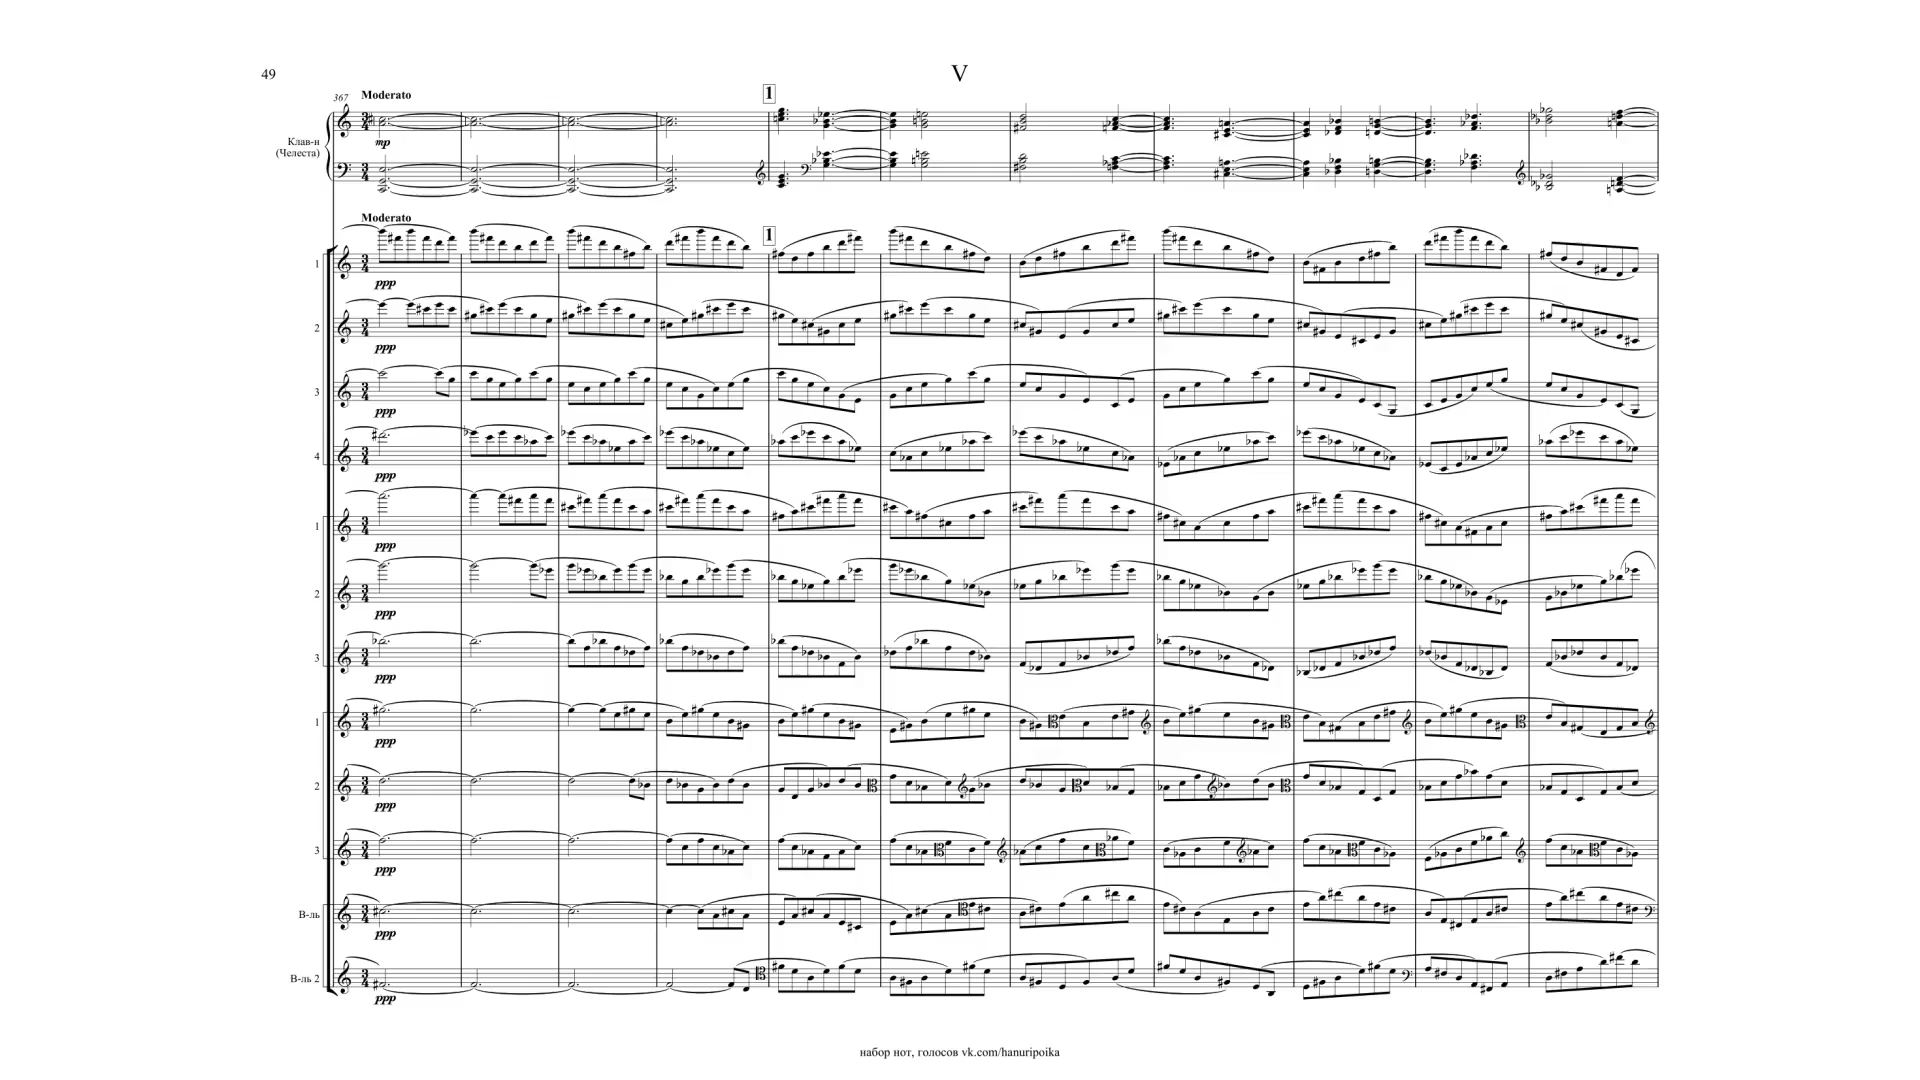 49
V
367
Moderato
1
Клав-н
(Челеста)
mp
Moderato
1
1
ppp
2
ppp
3
ppp
4
ppp
1
ppp
2
ppp
3
ppp
1
ppp
2
ppp
3
ppp
В-ль
ppp
В-ль 2
ppp
набор нот, голосов vk.com/hanuripoika